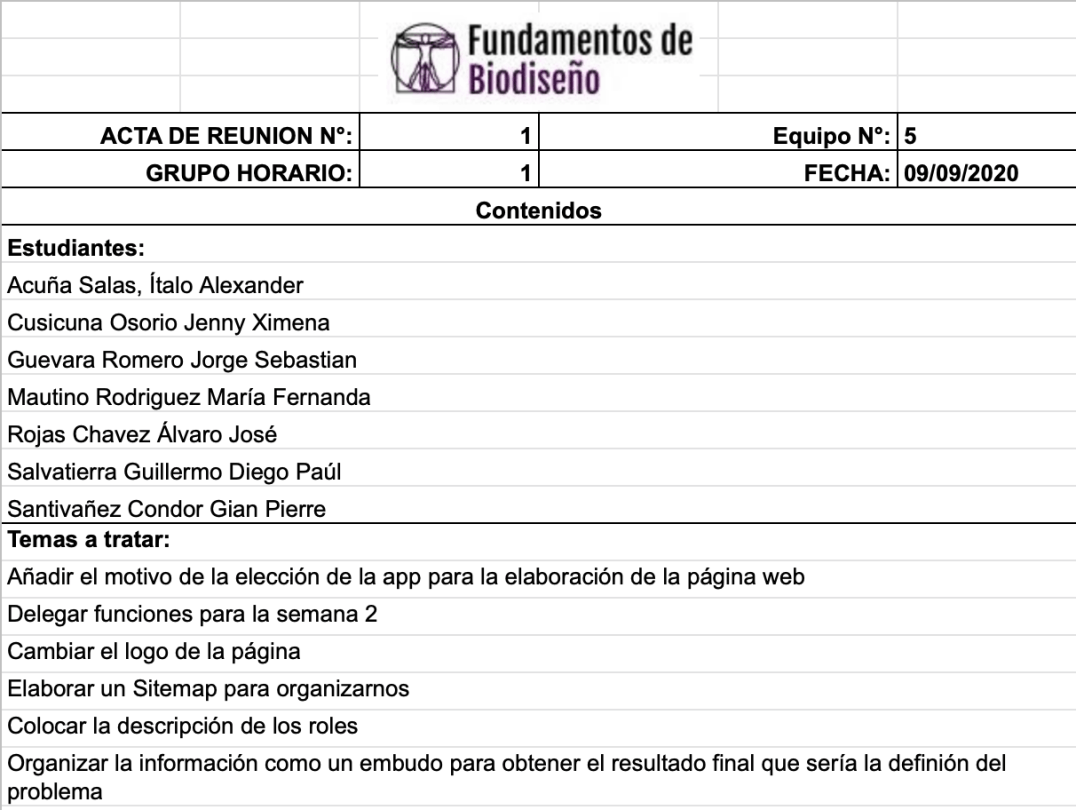 Fundamentos de
Biodiseño
ACTA DE REUNION N°: 1 Equipo N°: 5
GRUPO HORARIO: 1 FECHA: 09/09/2020
Contenidos
Estudiantes:
Acuña Salas, Ítalo Alexander
Cusicuna Osorio Jenny Ximena
Guevara Romero Jorge Sebastian
Mautino Rodriguez María Fernanda
Rojas Chavez Álvaro José
Salvatierra Guillermo Diego Paúl
Santivañez Condor Gian Pierre
Temas a tratar:
Añadir el motivo de la elección de la app para la elaboración de la página web
Delegar funciones para la semana 2
Cambiar el logo de la página
Elaborar un Sitemap para organizarnos
Colocar la descripción de los roles
Organizar la información como un embudo para obtener el resultado final que sería la definión del
problema